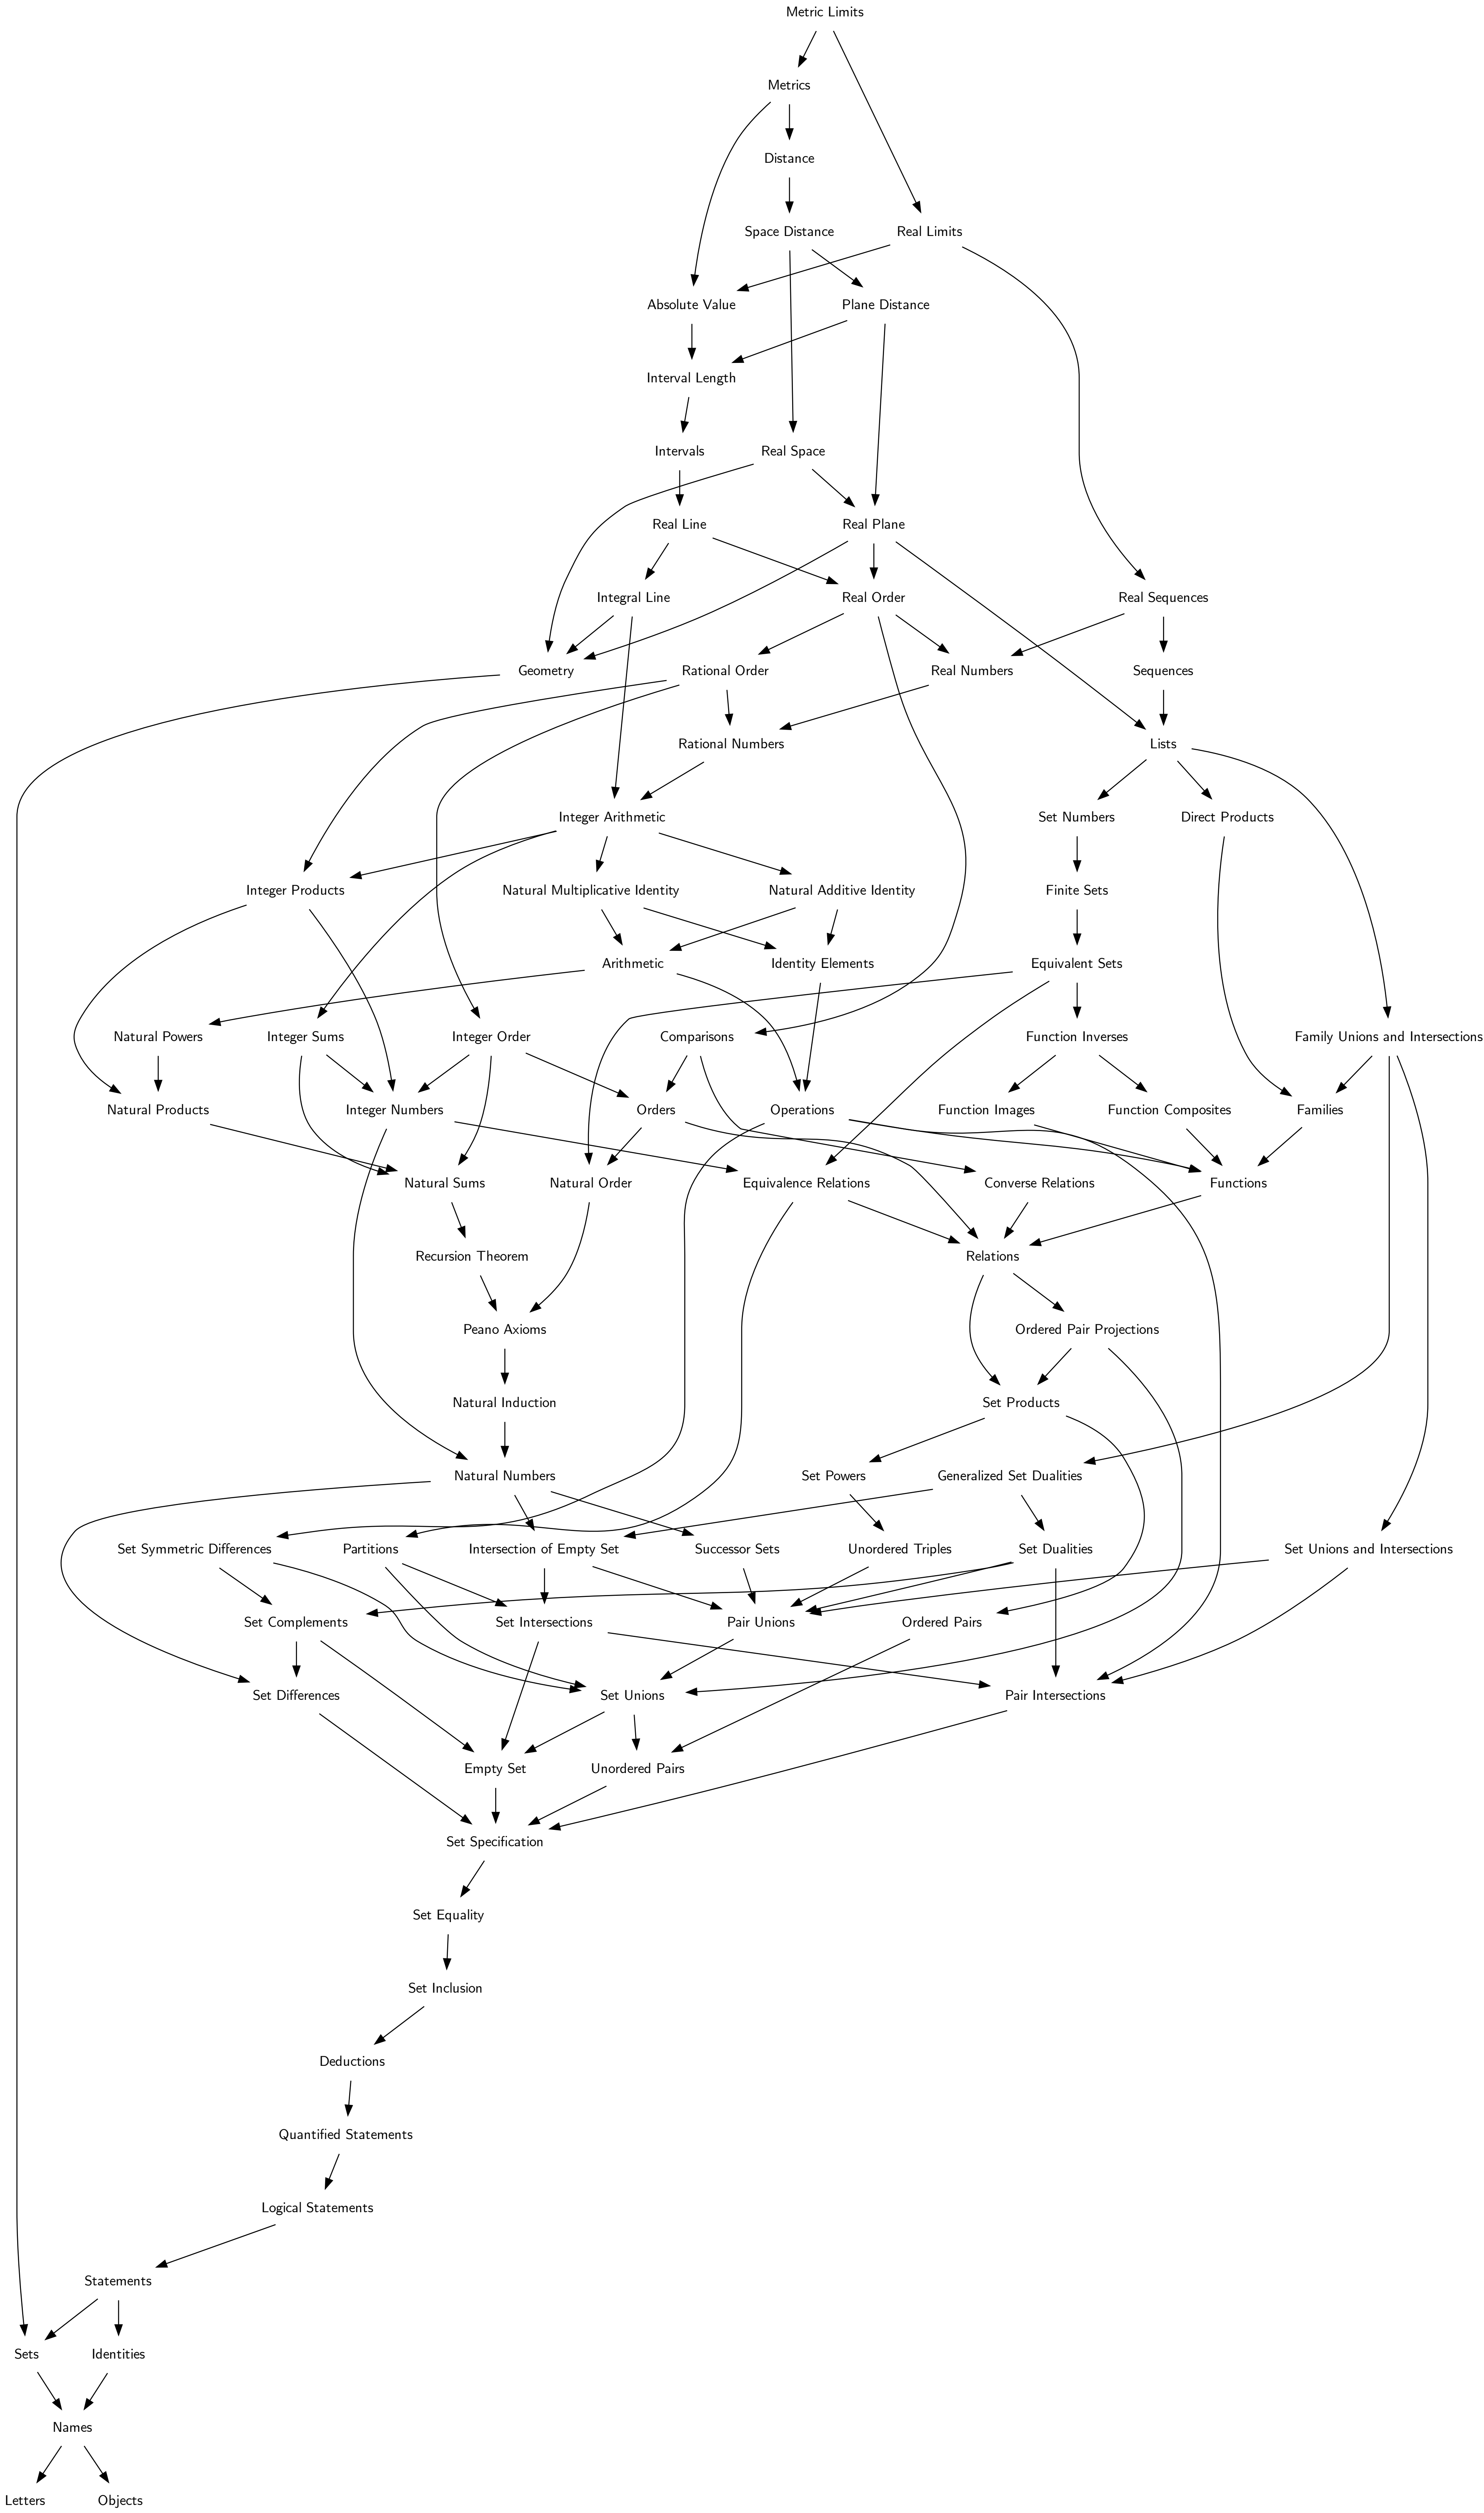 Metric Limits
Metrics
Distance
Space Distance
Real Limits
Absolute Value
Plane Distance
Interval Length
Intervals
Real Space
Real Line
Real Plane
Integral Line
Real Order
Real Sequences
Geometry
Rational Order
Real Numbers
Sequences
Rational Numbers
Lists
Integer Arithmetic
Set Numbers
Direct Products
Integer Products
Natural Multiplicative Identity
Natural Additive Identity
Finite Sets
Arithmetic
Identity Elements
Equivalent Sets
Natural Powers
Integer Sums
Integer Order
Comparisons
Function Inverses
Family Unions and Intersections
Natural Products
Integer Numbers
Orders
Operations
Function Images
Function Composites
Families
Natural Sums
Natural Order
Equivalence Relations
Converse Relations
Functions
Recursion Theorem
Relations
Peano Axioms
Ordered Pair Projections
Natural Induction
Set Products
Natural Numbers
Set Powers
Generalized Set Dualities
Set Symmetric Differences
Partitions
Intersection of Empty Set
Successor Sets
Unordered Triples
Set Dualities
Set Unions and Intersections
Set Complements
Set Intersections
Pair Unions
Ordered Pairs
Set Differences
Set Unions
Pair Intersections
Empty Set
Unordered Pairs
Set Specification
Set Equality
Set Inclusion
Deductions
Quantified Statements
Logical Statements
Statements
Sets
Identities
Names
Letters
Objects